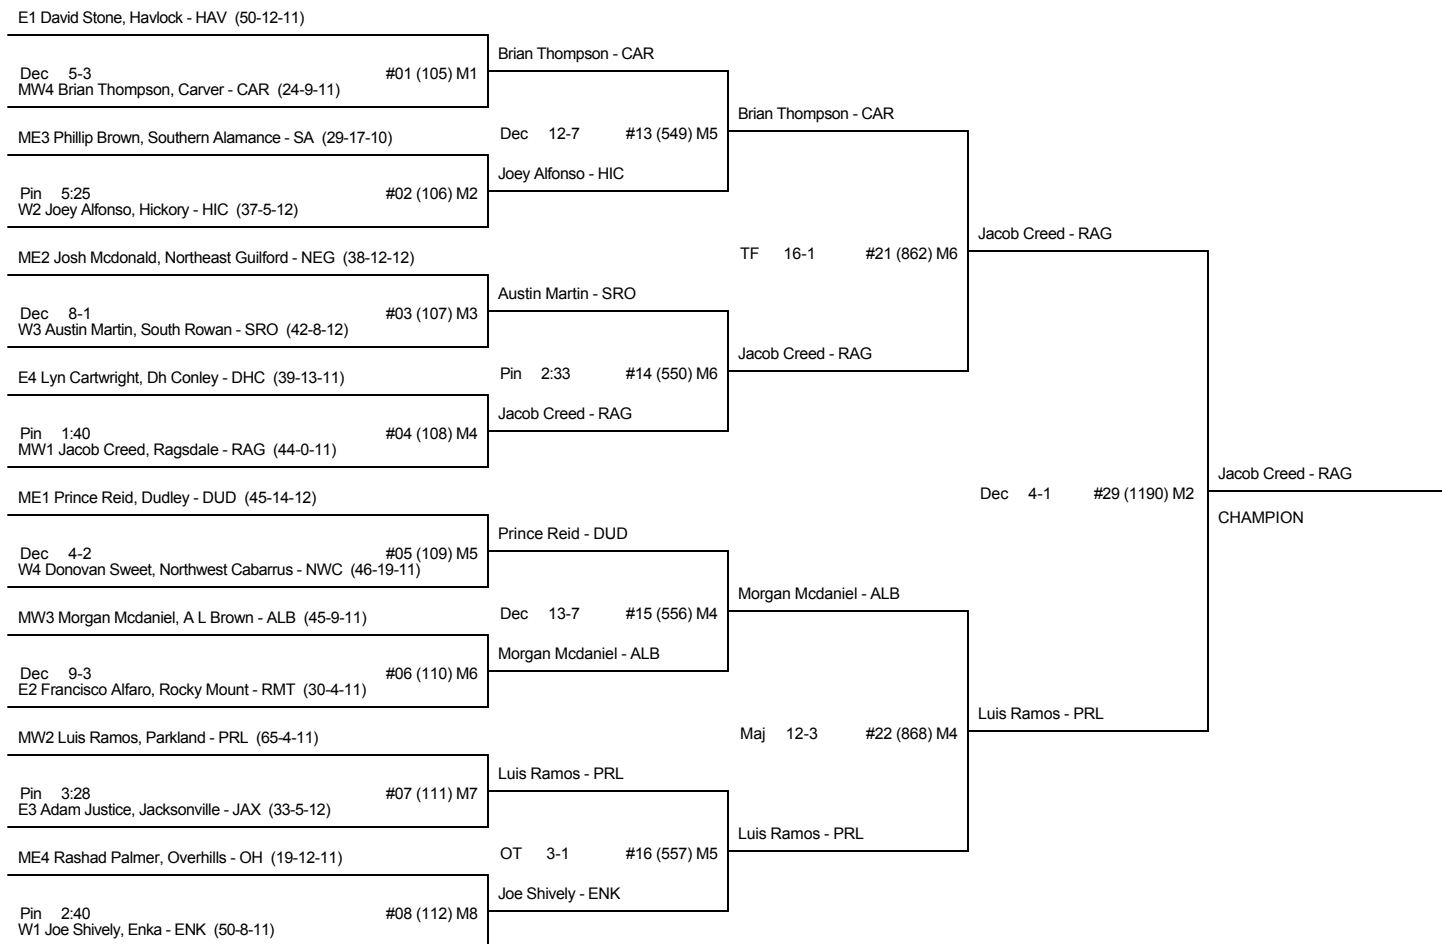 E1 David Stone, Havlock - HAV (50-12-11)
Dec 5-3 #01 (105) M1
MW4 Brian Thompson, Carver - CAR (24-9-11)
ME3 Phillip Brown, Southern Alamance - SA (29-17-10)
Pin 5:25 #02 (106) M2
W2 Joey Alfonso, Hickory - HIC (37-5-12)
ME2 Josh Mcdonald, Northeast Guilford - NEG (38-12-12)
Dec 8-1 #03 (107) M3
W3 Austin Martin, South Rowan - SRO (42-8-12)
E4 Lyn Cartwright, Dh Conley - DHC (39-13-11)
Pin 1:40 #04 (108) M4
MW1 Jacob Creed, Ragsdale - RAG (44-0-11)
ME1 Prince Reid, Dudley - DUD (45-14-12)
Dec 4-2 #05 (109) M5
W4 Donovan Sweet, Northwest Cabarrus - NWC (46-19-11)
MW3 Morgan Mcdaniel, A L Brown - ALB (45-9-11)
Dec 9-3 #06 (110) M6
E2 Francisco Alfaro, Rocky Mount - RMT (30-4-11)
MW2 Luis Ramos, Parkland - PRL (65-4-11)
Pin 3:28 #07 (111) M7
E3 Adam Justice, Jacksonville - JAX (33-5-12)
ME4 Rashad Palmer, Overhills - OH (19-12-11)
Pin 2:40 #08 (112) M8
W1 Joe Shively, Enka - ENK (50-8-11)
Brian Thompson - CAR
Dec 12-7 #13 (549) M5
Joey Alfonso - HIC
Austin Martin - SRO
Pin 2:33 #14 (550) M6
Jacob Creed - RAG
Prince Reid - DUD
Dec 13-7 #15 (556) M4
Morgan Mcdaniel - ALB
Luis Ramos - PRL
OT 3-1 #16 (557) M5
Joe Shively - ENK
Brian Thompson - CAR
TF 16-1 #21 (862) M6
Jacob Creed - RAG
Morgan Mcdaniel - ALB
Maj 12-3 #22 (868) M4
Luis Ramos - PRL
Jacob Creed - RAG
Dec 4-1 #29 (1190) M2
Luis Ramos - PRL
Jacob Creed - RAG
CHAMPION